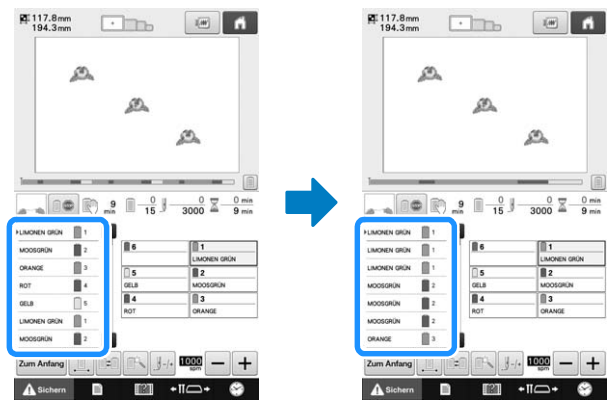 117.8mm
194.3mm
9 min
0
15
0
3000
0 min
9 min
LIMONEN GRÜN 1
MOOSGRÜN 2
ORANGE 3
ROT 4
GELB 5
LIMONEN GRÜN 1
MOOSGRÜN 2
6
1
LIMONEN GRÜN
5
GELB
2
MOOSGRÜN
4
ROT
3
ORANGE
Zum Anfang
1000
spm
Sichern
117.8mm
194.3mm
9 min
0
15
0
3000
0 min
9 min
LIMONEN GRÜN 1
LIMONEN GRÜN 1
LIMONEN GRÜN 1
MOOSGRÜN 2
MOOSGRÜN 2
MOOSGRÜN 2
ORANGE 3
6
1
LIMONEN GRÜN
5
GELB
2
MOOSGRÜN
4
ROT
3
ORANGE
Zum Anfang
1000
spm
Sichern